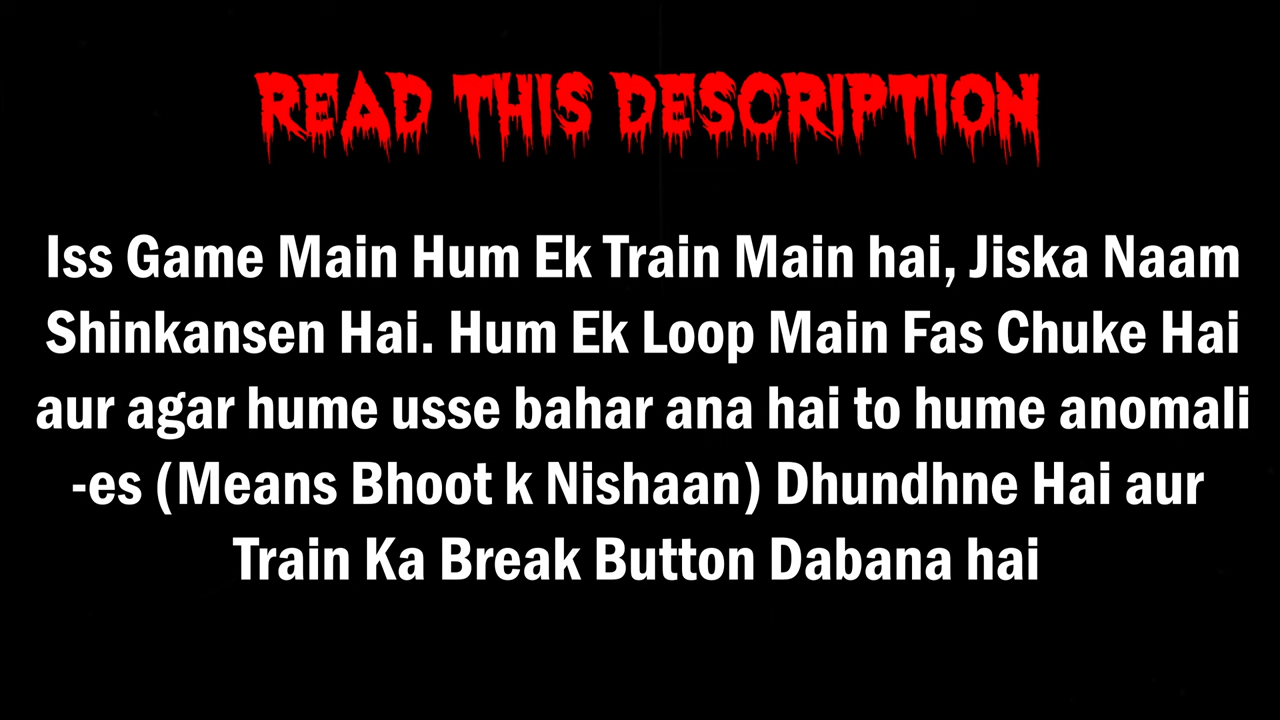 READ THIS DESCRIPTION
Iss Game Main Hum Ek Train Main hai, Jiska Naam
Shinkansen Hai. Hum Ek Loop Main Fas Chuke Hai
aur agar hume usse bahar ana hai to hume anomali
-es (Means Bhoot k Nishaan) Dhundhne Hai aur
Train Ka Break Button Dabana hai